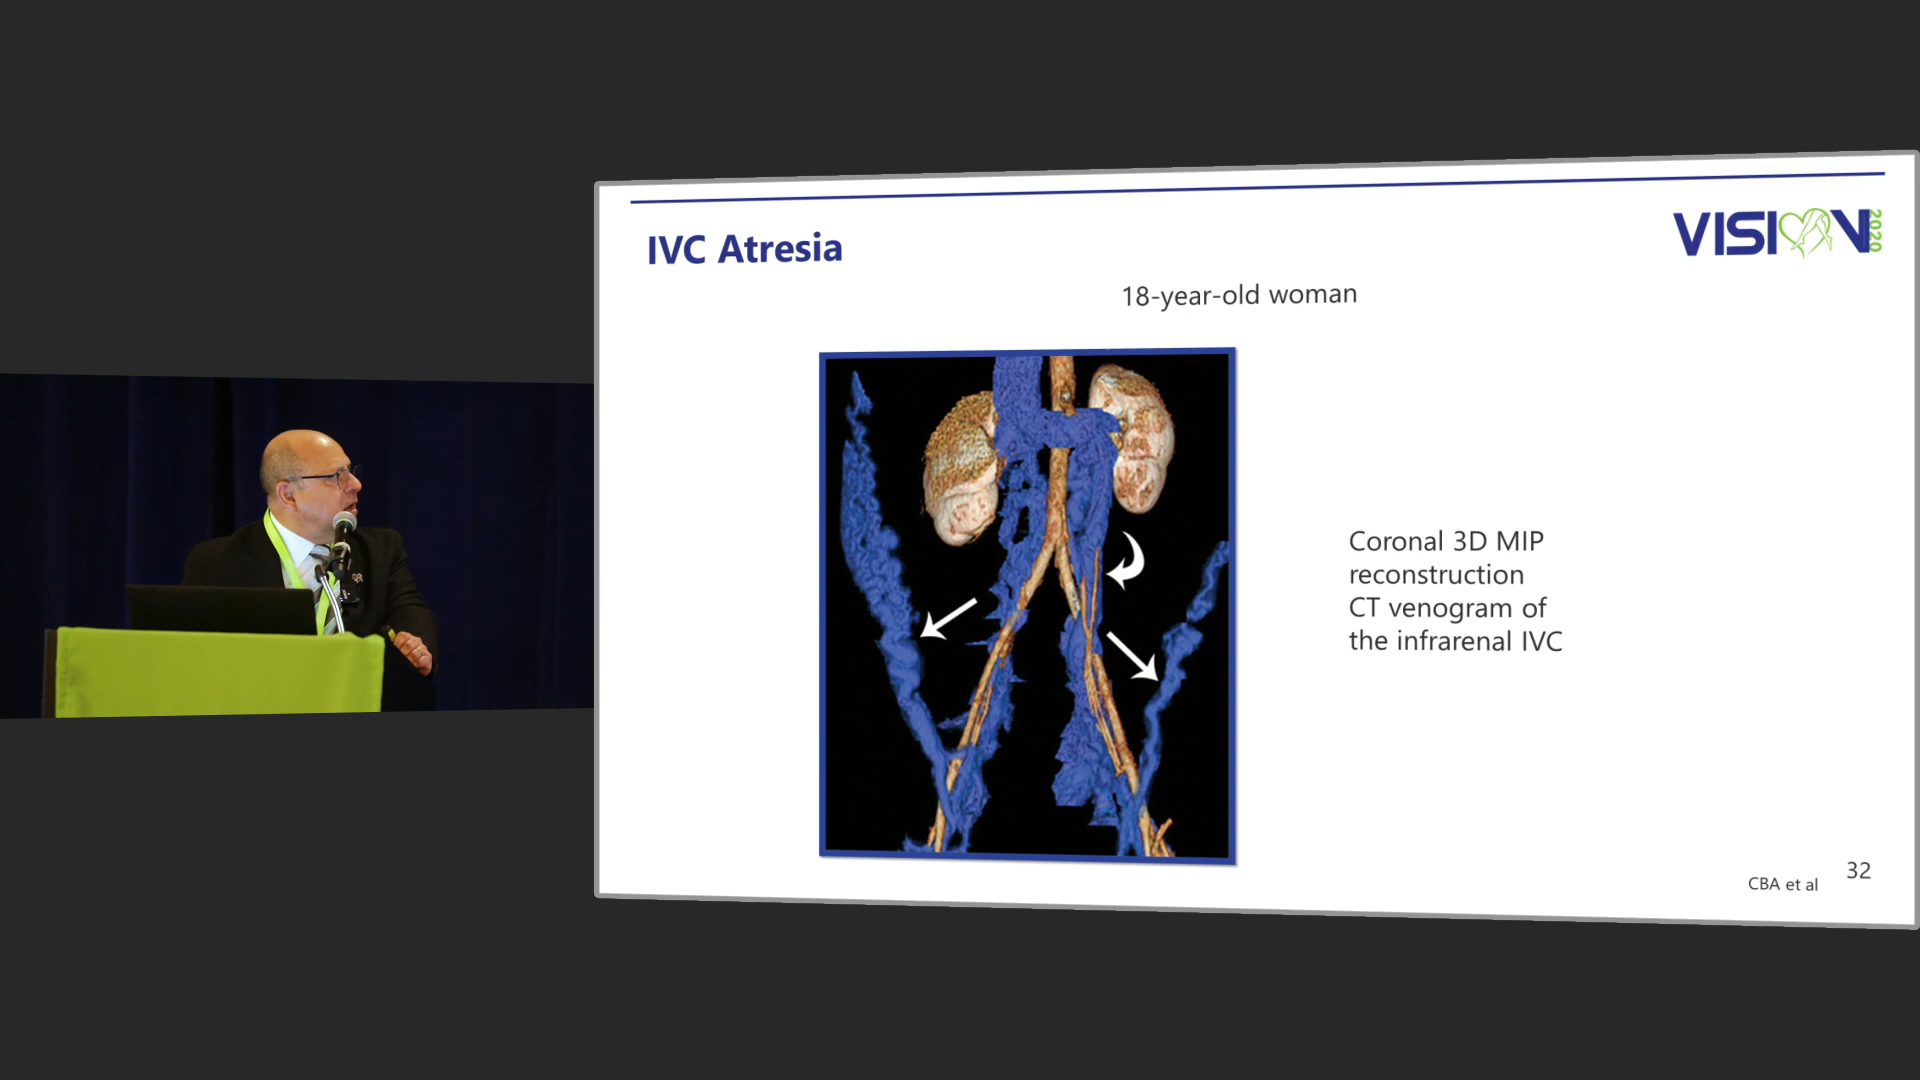 IVC Atresia
VISION 2020
18-year-old woman
Coronal 3D MIP
reconstruction
CT venogram of
the infrarenal IVC
CBA et al
32